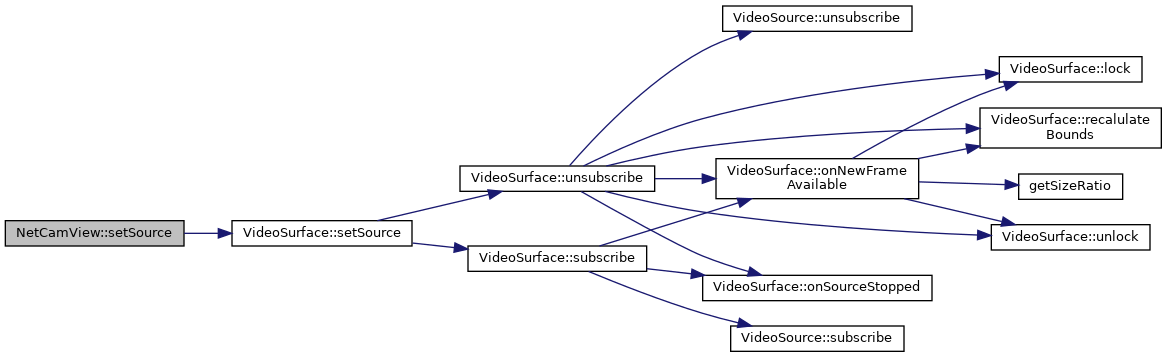 VideoSource::unsubscribe
VideoSurface::lock
VideoSurface::recalulate
Bounds
VideoSurface::unsubscribe
VideoSurface::onNewFrame
Available
getSizeRatio
NetCamView::setSource
VideoSurface::setSource
VideoSurface::unlock
VideoSurface::subscribe
VideoSurface::onSourceStopped
VideoSource::subscribe